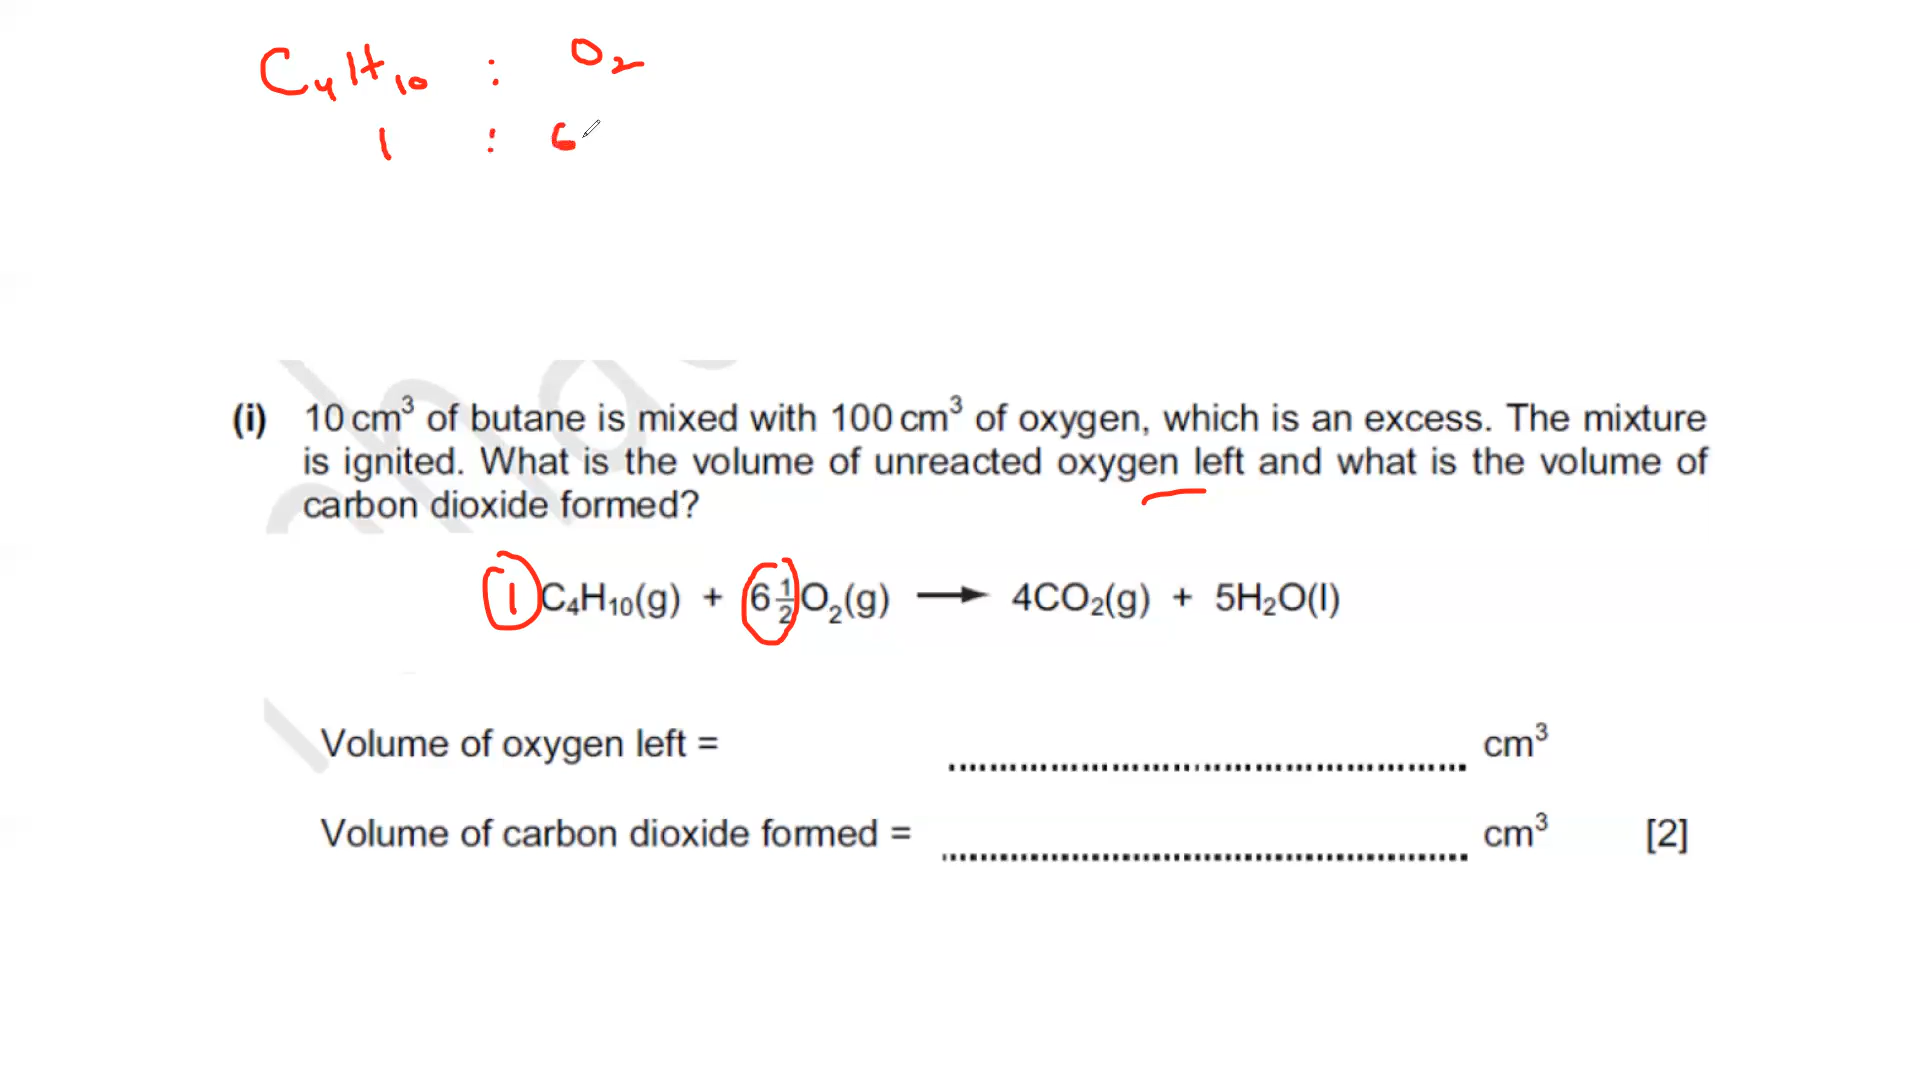 C₄H₁₀ : O₂
1 : 6
(i) 10 cm³ of butane is mixed with 100 cm³ of oxygen, which is an excess. The mixture
is ignited. What is the volume of unreacted oxygen left and what is the volume of
carbon dioxide formed?
1 C₄H₁₀(g) + 6½O₂(g) → 4CO₂(g) + 5H₂O(l)
Volume of oxygen left = .................................................. cm³
Volume of carbon dioxide formed = .................................................. cm³ [2]